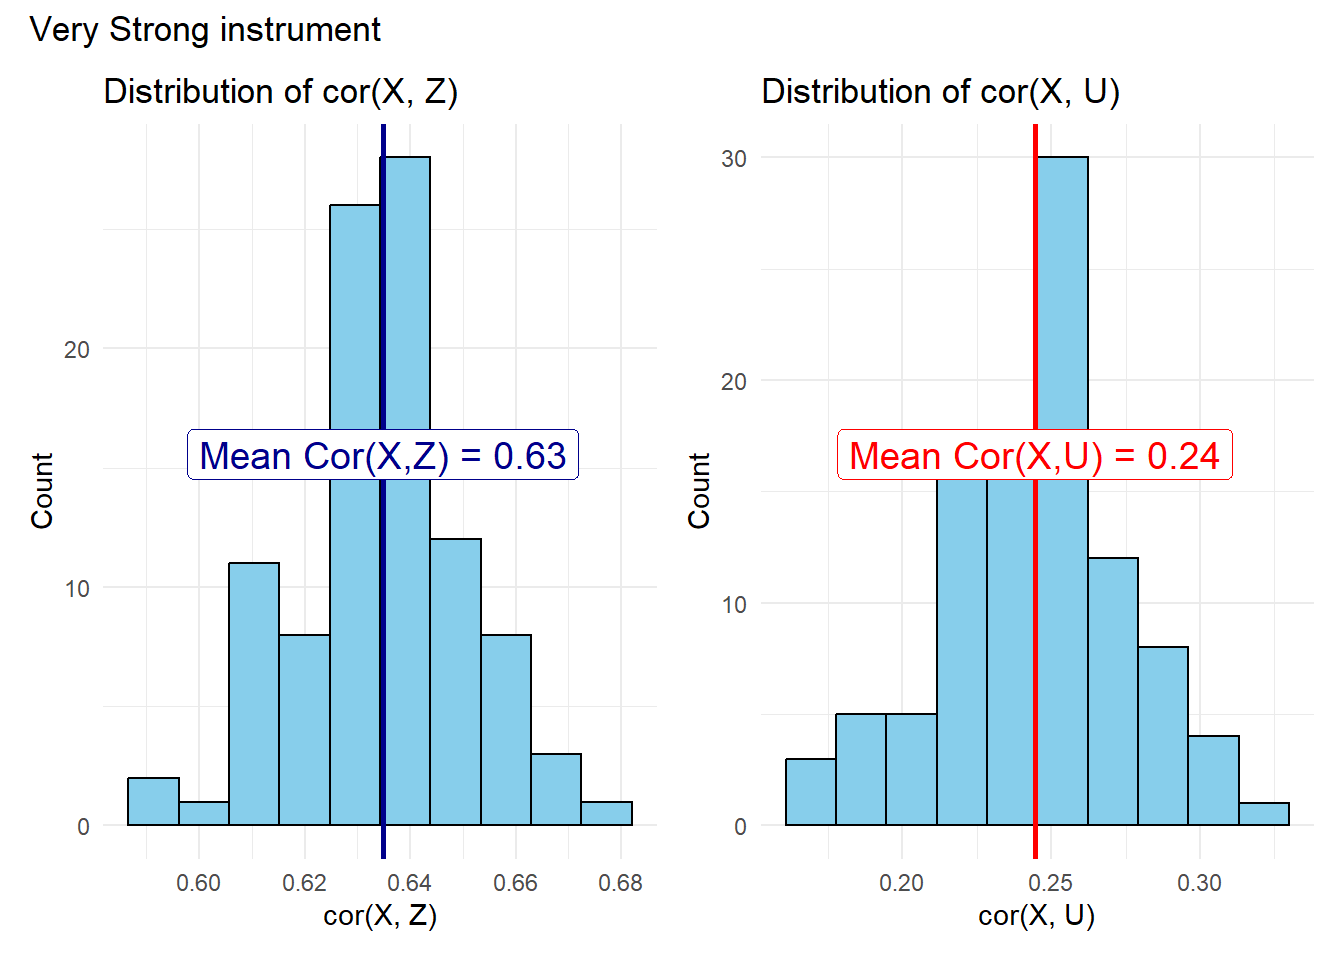 Very Strong instrument
Distribution of cor(X, Z)
Count
20
10
0
Mean Cor(X,Z) = 0.63
0.60 0.62 0.64 0.66 0.68
cor(X, Z)
Distribution of cor(X, U)
Count
30
20
10
0
Mean Cor(X,U) = 0.24
0.20 0.25 0.30
cor(X, U)